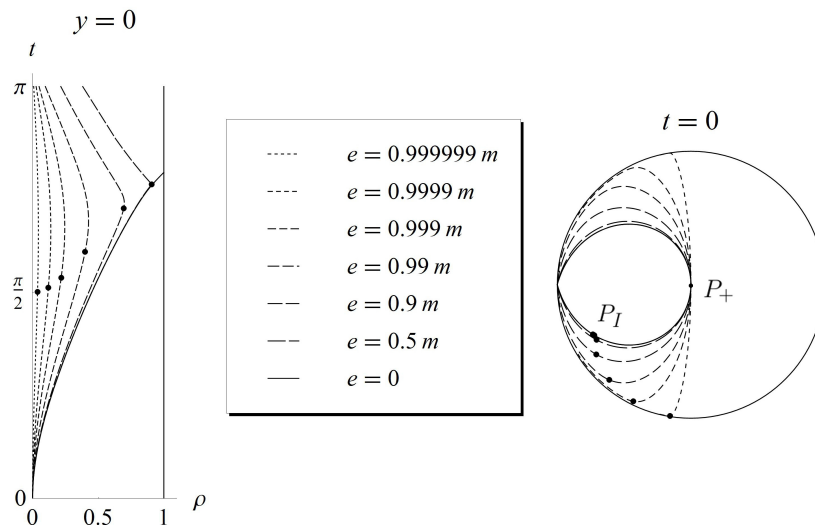 y = 0
t
π
π/2
0
0 0.5 1 ρ
e = 0.999999 m
e = 0.9999 m
e = 0.999 m
e = 0.99 m
e = 0.9 m
e = 0.5 m
e = 0
t = 0
P_I
P_+